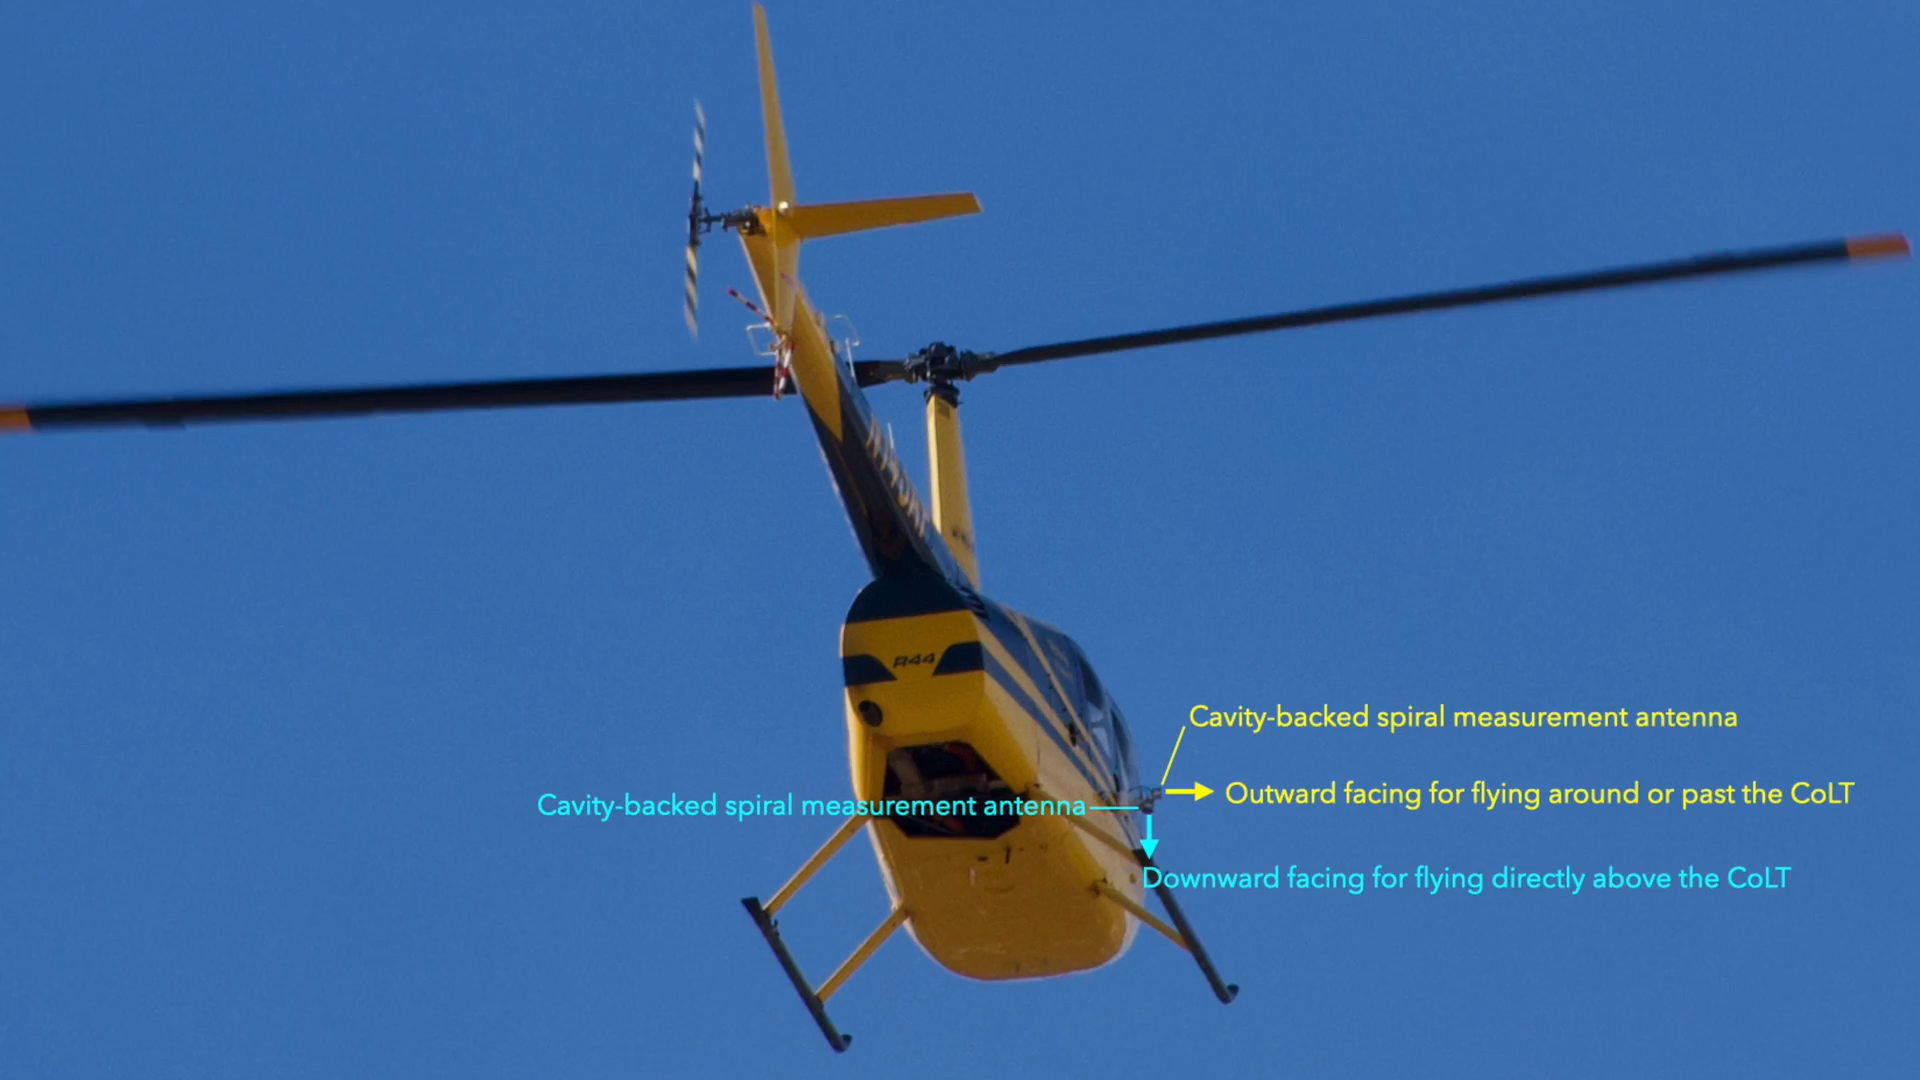 R44
Cavity-backed spiral measurement antenna
Outward facing for flying around or past the CoLT
Cavity-backed spiral measurement antenna
Downward facing for flying directly above the CoLT